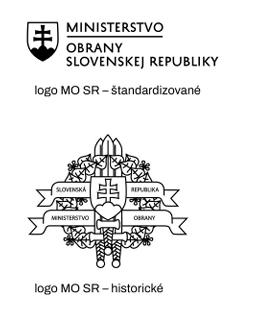 MINISTERSTVO
OBRANY
SLOVENSKEJ REPUBLIKY
logo MO SR – štandardizované
SLOVENSKÁ REPUBLIKA
MINISTERSTVO OBRANY
logo MO SR – historické